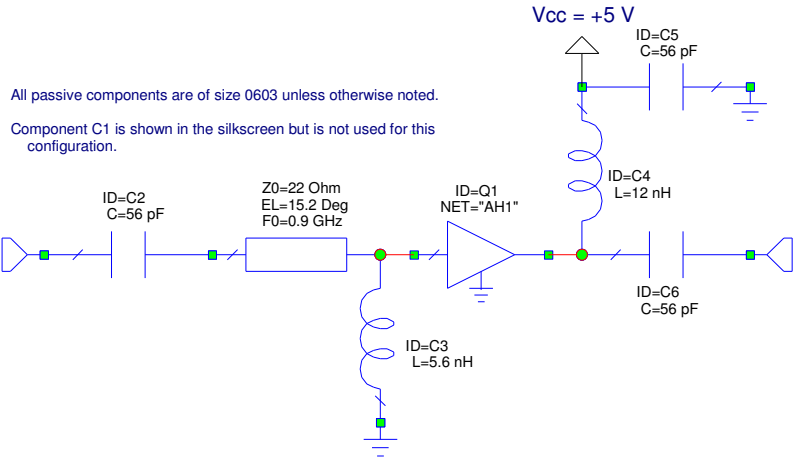 Vcc = +5 V
ID=C5
C=56 pF
All passive components are of size 0603 unless otherwise noted.
Component C1 is shown in the silkscreen but is not used for this
configuration.
ID=C4
L=12 nH
ID=C2
C=56 pF
Z0=22 Ohm
EL=15.2 Deg
F0=0.9 GHz
ID=Q1
NET="AH1"
ID=C6
C=56 pF
ID=C3
L=5.6 nH